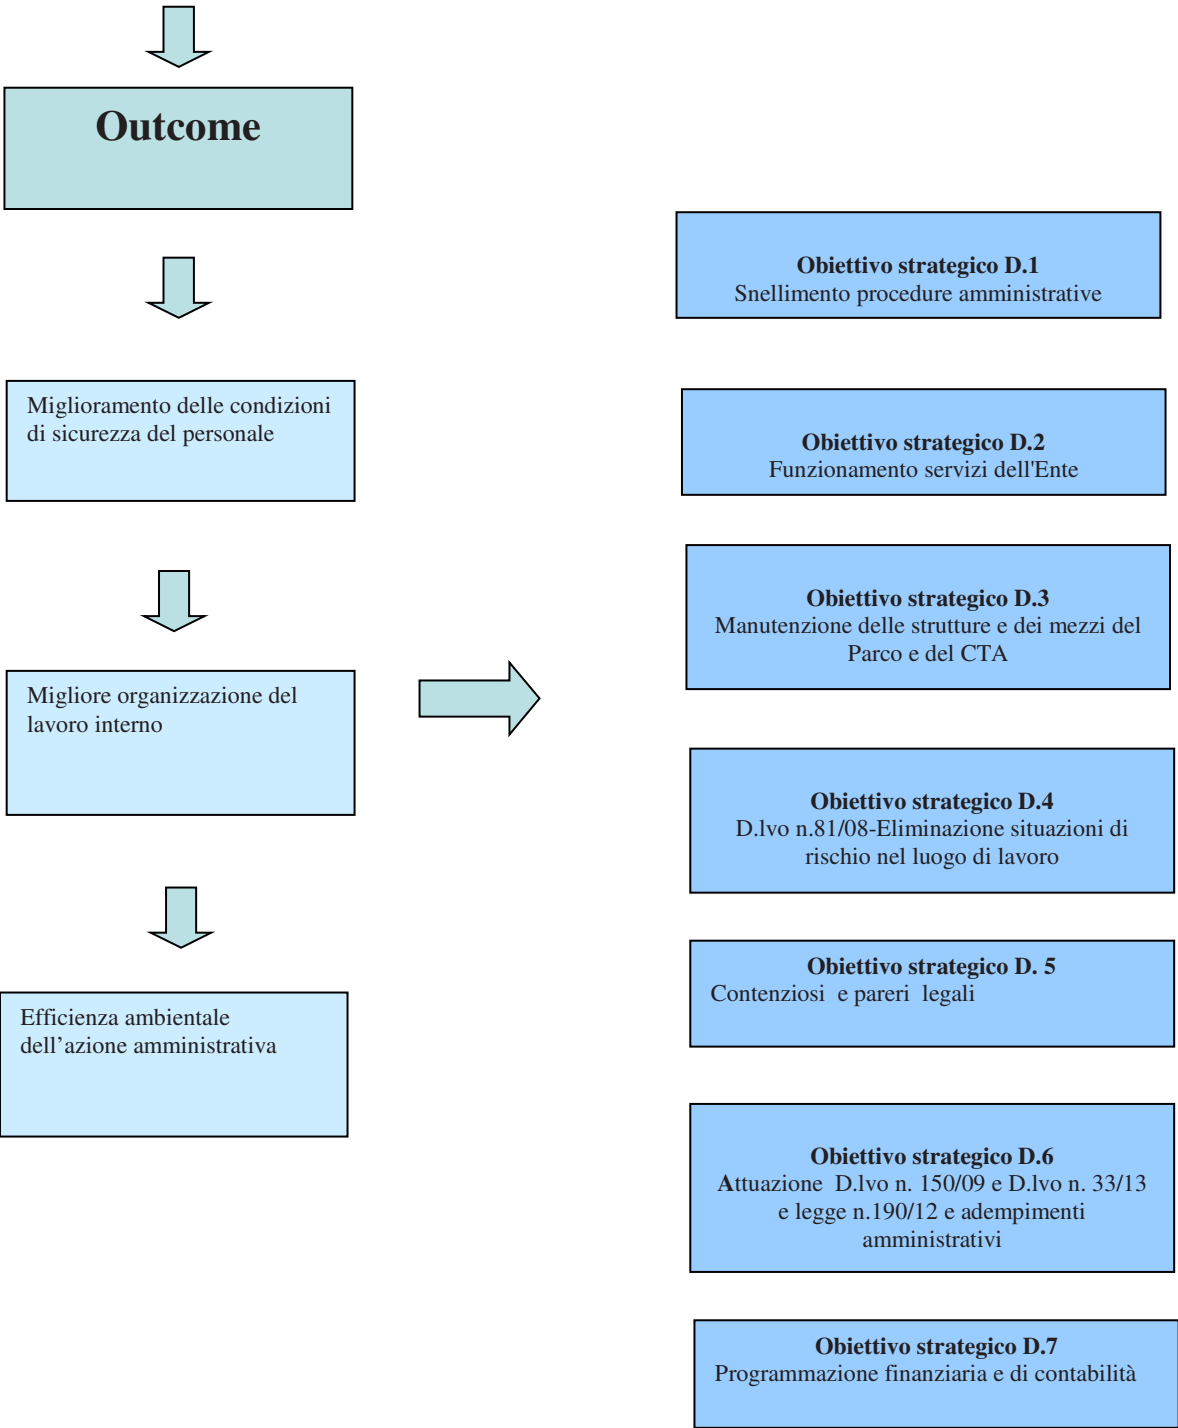 Outcome
Miglioramento delle condizioni
di sicurezza del personale
Migliore organizzazione del
lavoro interno
Efficienza ambientale
dell’azione amministrativa
Obiettivo strategico D.1
Snellimento procedure amministrative
Obiettivo strategico D.2
Funzionamento servizi dell'Ente
Obiettivo strategico D.3
Manutenzione delle strutture e dei mezzi del
Parco e del CTA
Obiettivo strategico D.4
D.lvo n.81/08-Eliminazione situazioni di
rischio nel luogo di lavoro
Obiettivo strategico D. 5
Contenziosi e pareri legali
Obiettivo strategico D.6
Attuazione D.lvo n. 150/09 e D.lvo n. 33/13
e legge n.190/12 e adempimenti
amministrativi
Obiettivo strategico D.7
Programmazione finanziaria e di contabilità